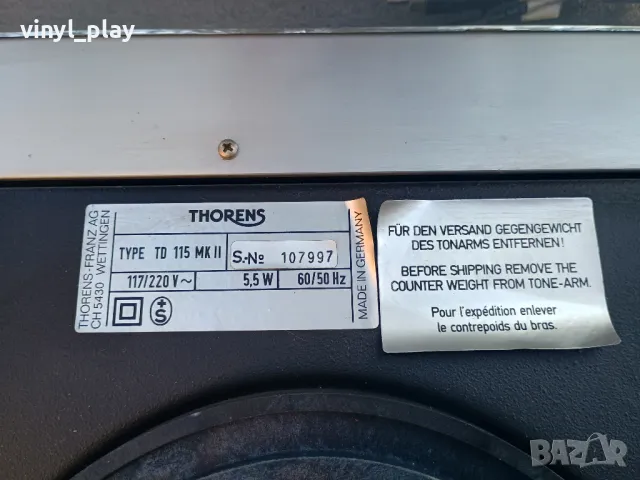 vinyl_play
THORENS-FRANZ AG
CH 5430 WETTINGEN
THORENS
TYPE TD 115 MK II
S.-No 107997
117/220 V~ 5,5 W 60/50 Hz
+S
MADE IN GERMANY
FÜR DEN VERSAND GEGENGEWICHT
DES TONARMS ENTFERNEN!
BEFORE SHIPPING REMOVE THE
COUNTER WEIGHT FROM TONE-ARM.
Pour l'expédition enlever
le contrepoids du bras.
BAZAR